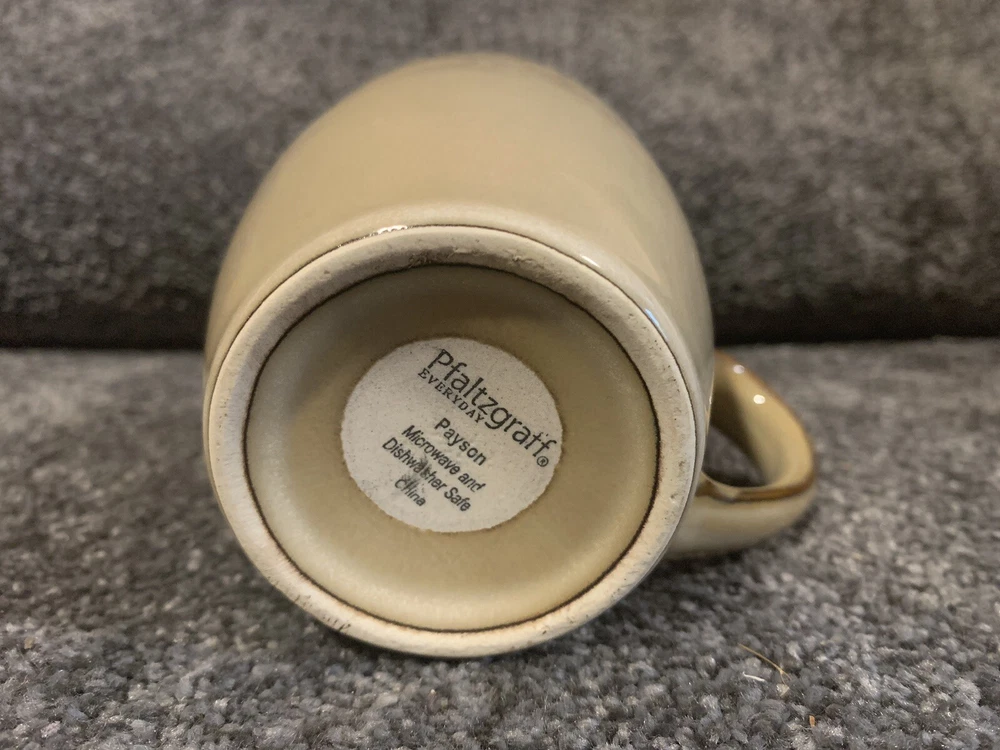 Pfaltzgraff®
EVERYDAY
Payson
Microwave and
Dishwasher Safe
China